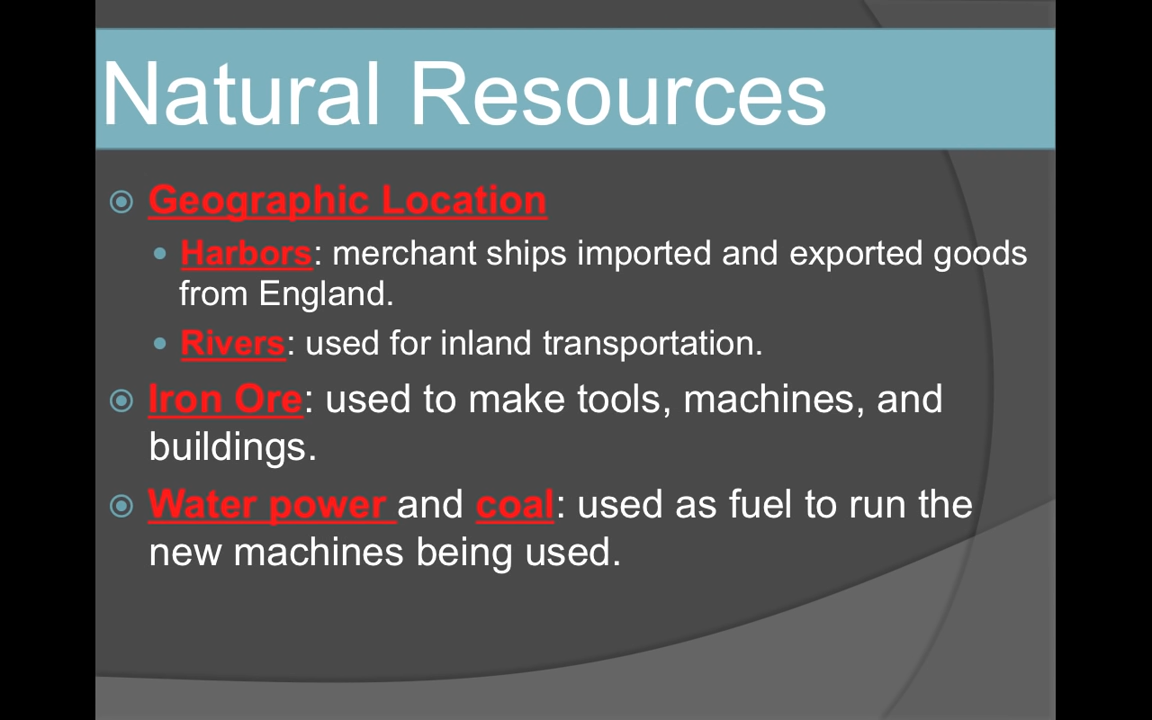 Natural Resources
Geographic Location
Harbors: merchant ships imported and exported goods
from England.
Rivers: used for inland transportation.
Iron Ore: used to make tools, machines, and
buildings.
Water power and coal: used as fuel to run the
new machines being used.